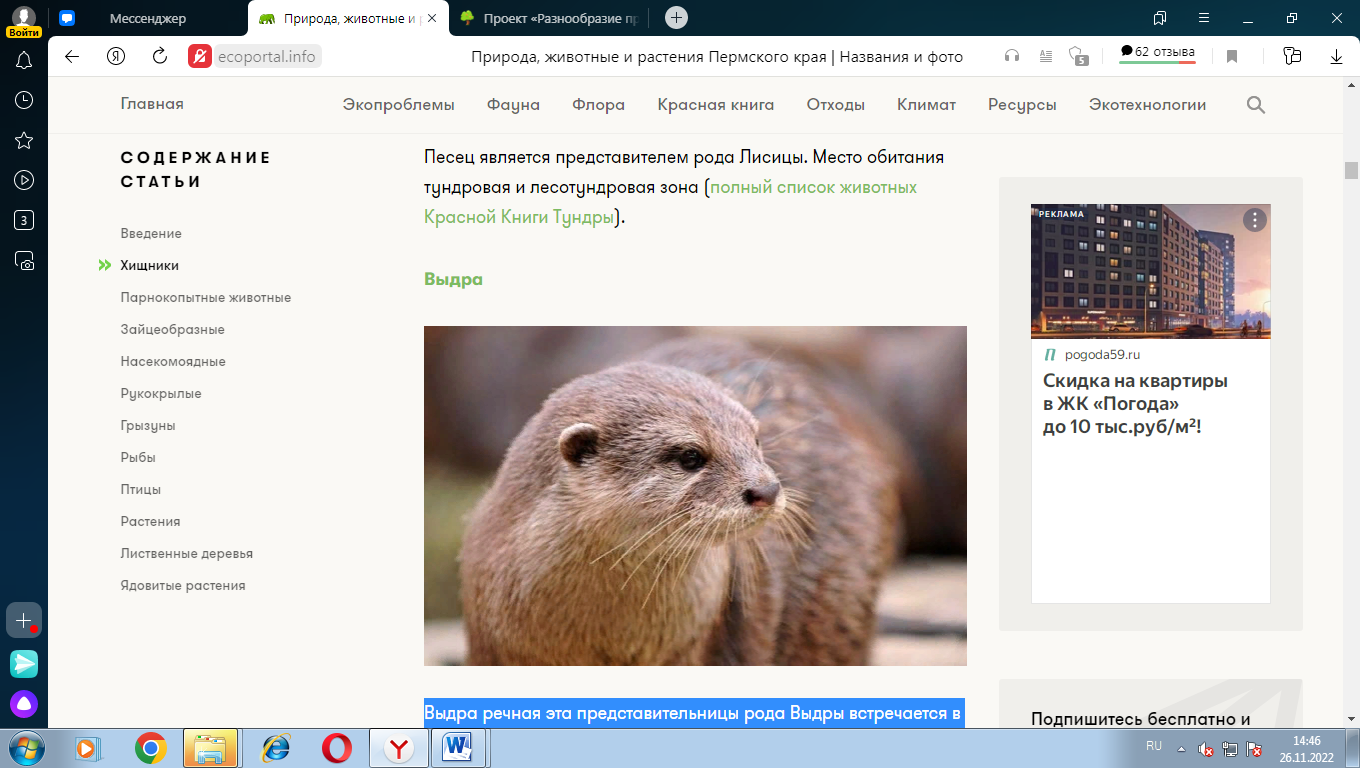 Мессенджер
Природа, животные и р
Проект «Разнообразие пр
Войти
ecoportal.info
Природа, животные и растения Пермского края | Названия и фото
5
62 отзыва
3
Главная
Экопроблемы
Фауна
Флора
Красная книга
Отходы
Климат
Ресурсы
Экотехнологии
СОДЕРЖАНИЕ
СТАТЬИ
Введение
Хищники
Парнокопытные животные
Зайцеобразные
Насекомоядные
Рукокрылые
Грызуны
Рыбы
Птицы
Растения
Лиственные деревья
Ядовитые растения
Песец является представителем рода Лисицы. Место обитания
тундровая и лесотундровая зона (полный список животных
Красной Книги Тундры).
Выдра
Выдра речная эта представительницы рода Выдры встречается в
РЕКЛАМА
pogoda59.ru
Скидка на квартиры
в ЖК «Погода»
до 10 тыс.руб/м²!
Подпишитесь бесплатно и
RU
14:46
26.11.2022